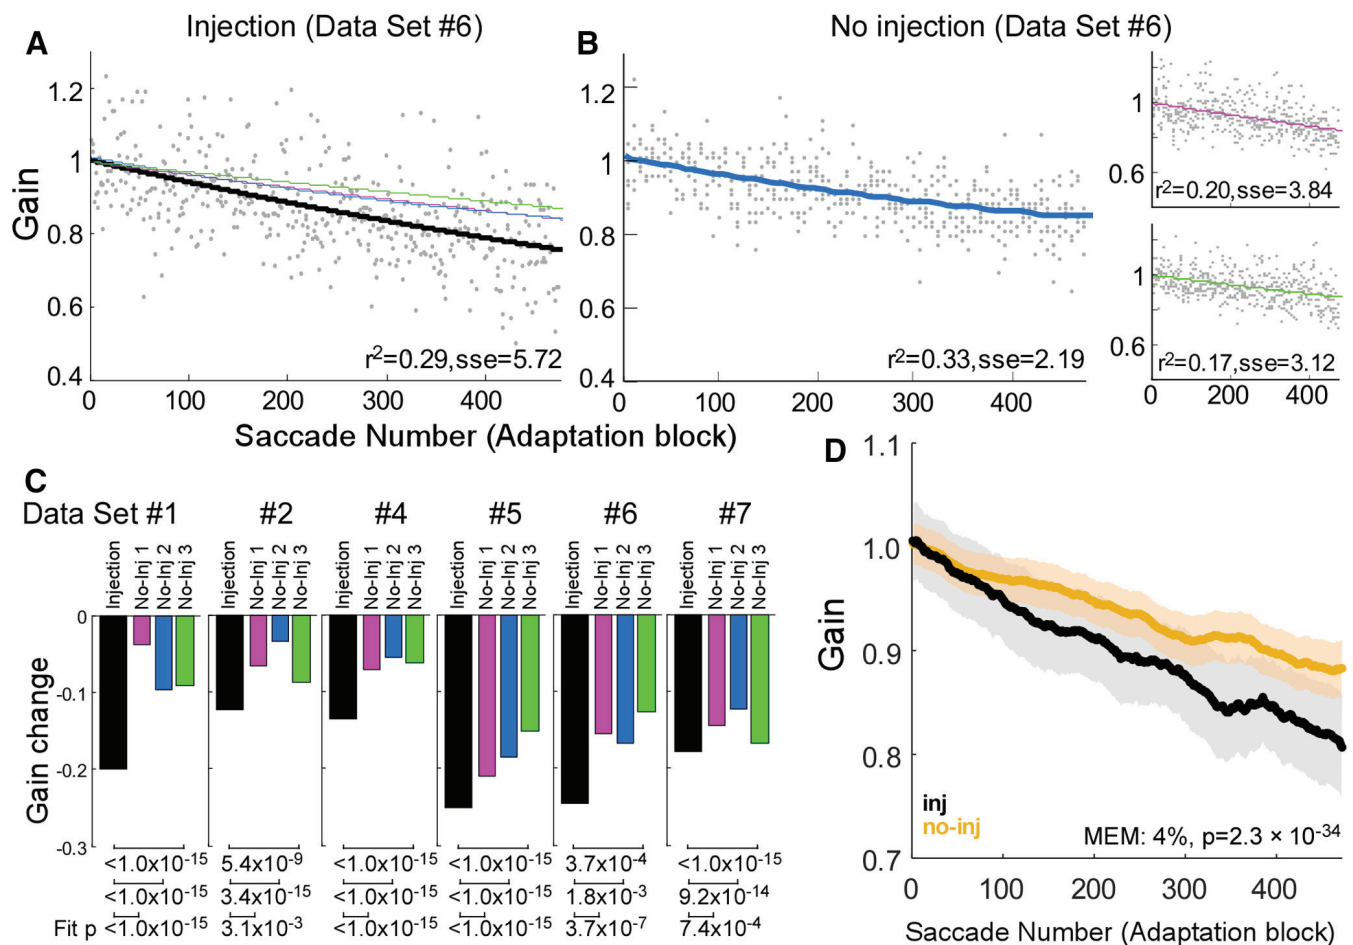 A
Injection (Data Set #6)
1.2
1
0.8
0.6
0.4
Gain
r²=0.29,sse=5.72
0 100 200 300 400
B
No injection (Data Set #6)
1.2
1
0.8
0.6
0.4
r²=0.33,sse=2.19
0 100 200 300 400
1
0.6
r²=0.20,sse=3.84
1
0.6
r²=0.17,sse=3.12
0 200 400
Saccade Number (Adaptation block)
C
Data Set #1 #2 #4 #5 #6 #7
Injection No-Inj 1 No-Inj 2 No-Inj 3 Injection No-Inj 1 No-Inj 2 No-Inj 3 Injection No-Inj 1 No-Inj 2 No-Inj 3 Injection No-Inj 1 No-Inj 2 No-Inj 3 Injection No-Inj 1 No-Inj 2 No-Inj 3 Injection No-Inj 1 No-Inj 2 No-Inj 3
0
-0.1
-0.2
-0.3
Gain change
<1.0x10⁻¹⁵ 5.4x10⁻⁹ <1.0x10⁻¹⁵ <1.0x10⁻¹⁵ 3.7x10⁻⁴ <1.0x10⁻¹⁵
<1.0x10⁻¹⁵ 3.4x10⁻¹⁵ <1.0x10⁻¹⁵ <1.0x10⁻¹⁵ 1.8x10⁻³ 9.2x10⁻¹⁴
Fit p <1.0x10⁻¹⁵ 3.1x10⁻³ <1.0x10⁻¹⁵ <1.0x10⁻¹⁵ 3.7x10⁻⁷ 7.4x10⁻⁴
D
1.1
1.0
0.9
0.8
0.7
Gain
inj
no-inj
MEM: 4%, p=2.3 × 10⁻³⁴
0 100 200 300 400
Saccade Number (Adaptation block)